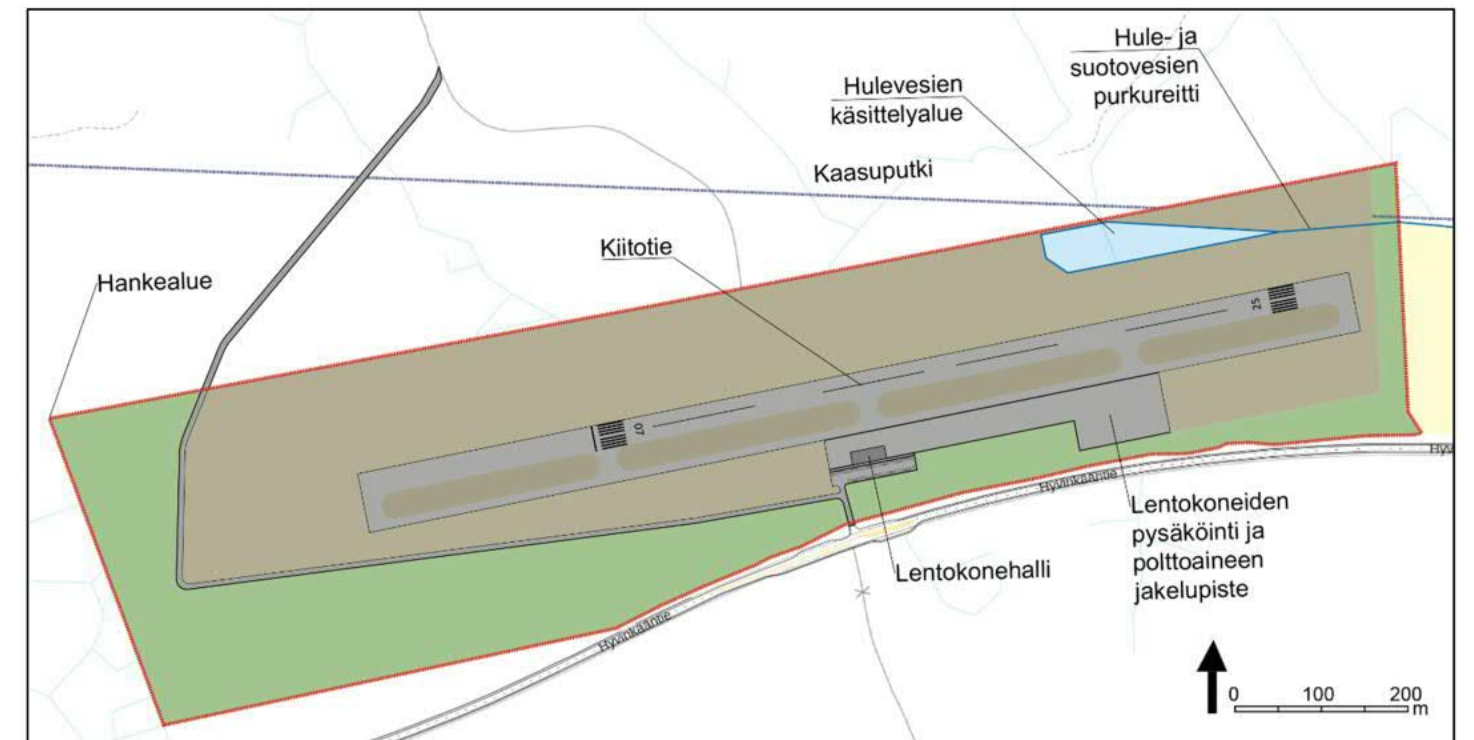 Hule- ja
suotovesien
purkureitti
Hulevesien
käsittelyalue
Kaasuputki
Kiitotie
Hankealue
25
07
Hyv
Hyvinkääntie
Lentokoneiden
pysäköinti ja
polttoaineen
jakelupiste
Lentokonehalli
Hyvinkääntie
0 100 200
m